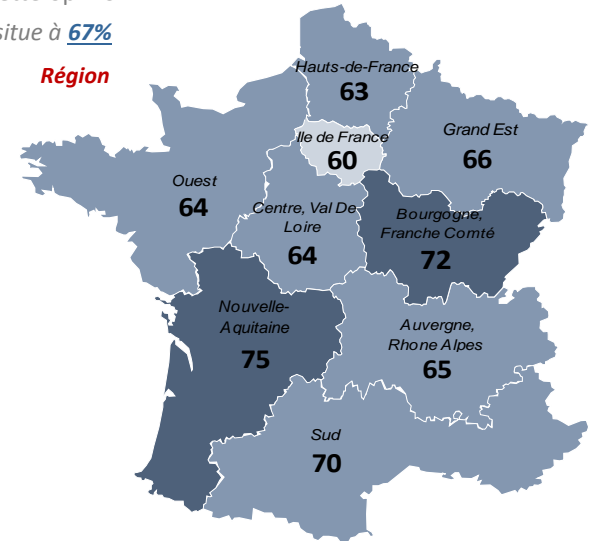 situe à 67%
Région
Hauts-de-France
63
Ile de France
60
Grand Est
66
Ouest
64
Centre, Val De
Loire
64
Bourgogne,
Franche Comté
72
Nouvelle-
Aquitaine
75
Auvergne,
Rhone Alpes
65
Sud
70